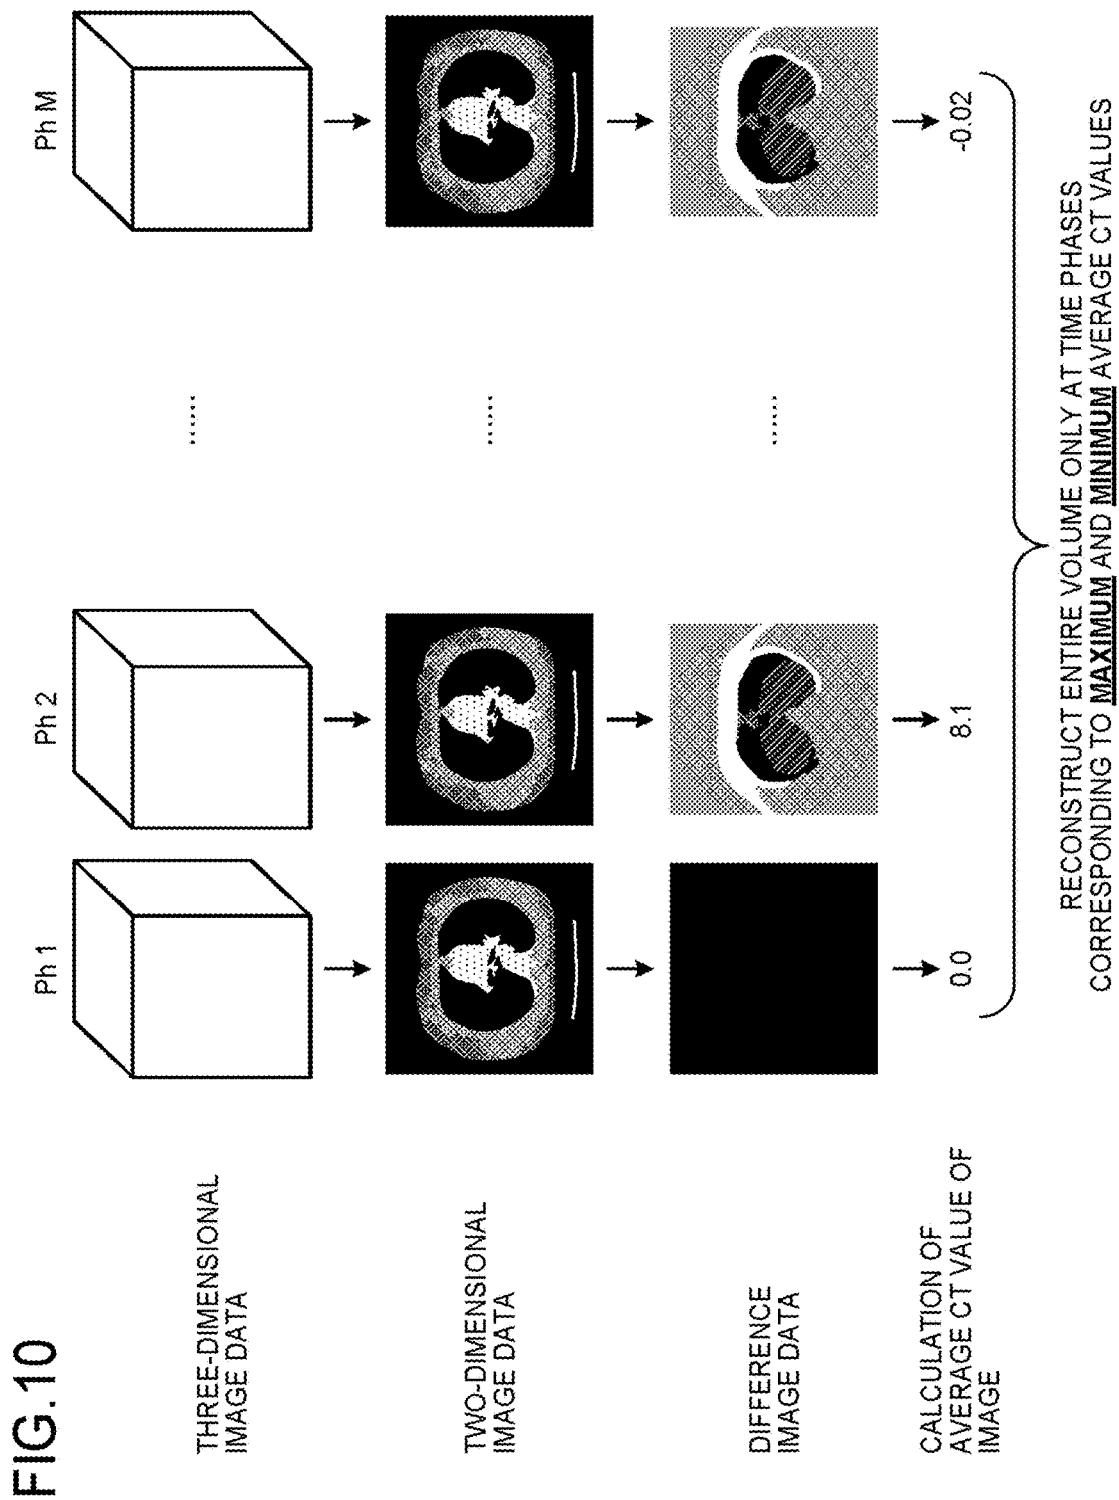 FIG.10
Ph 1
Ph 2
Ph M
THREE-DIMENSIONAL
IMAGE DATA
......
TWO-DIMENSIONAL
IMAGE DATA
......
DIFFERENCE
IMAGE DATA
......
CALCULATION OF
AVERAGE CT VALUE OF
IMAGE
0.0
8.1
-0.02
RECONSTRUCT ENTIRE VOLUME ONLY AT TIME PHASES
CORRESPONDING TO MAXIMUM AND MINIMUM AVERAGE CT VALUES